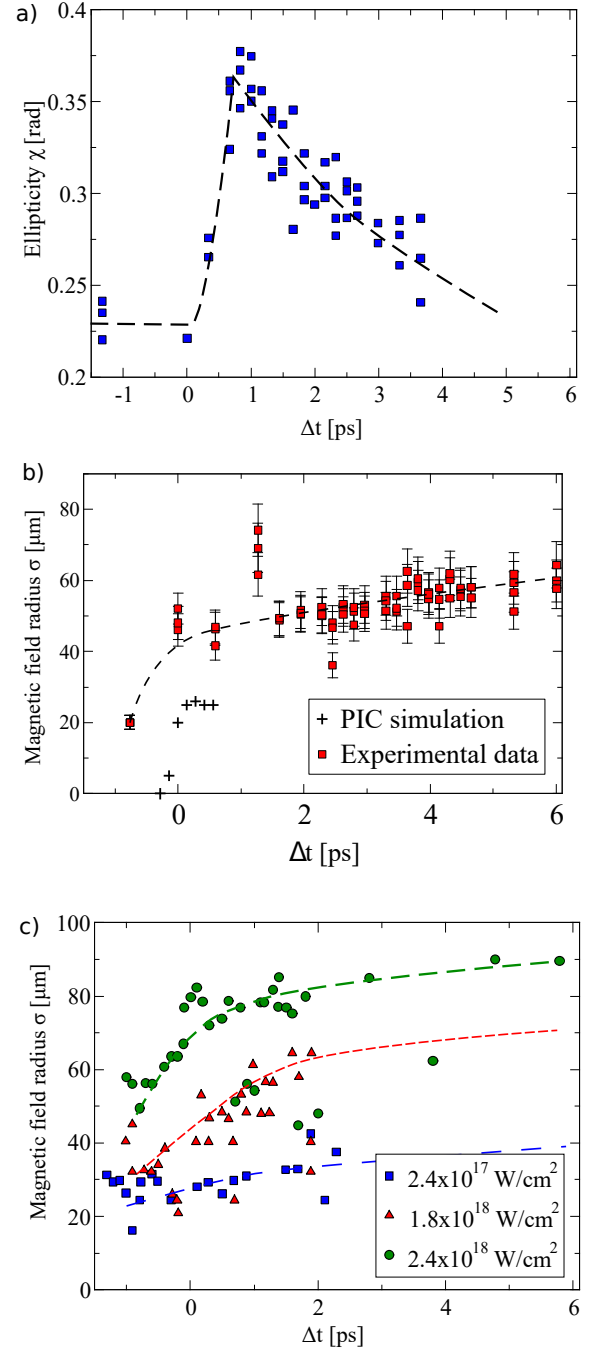 a)
0.4
0.35
0.3
0.25
0.2
Ellipticity χ [rad]
-1 0 1 2 3 4 5 6
Δt [ps]
b)
80
60
40
20
0
Magnetic field radius σ [μm]
PIC simulation
Experimental data
0 2 4 6
Δt [ps]
c)
100
80
60
40
20
0
Magnetic field radius σ [μm]
2.4x10¹⁷ W/cm²
1.8x10¹⁸ W/cm²
2.4x10¹⁸ W/cm²
0 2 4 6
Δt [ps]